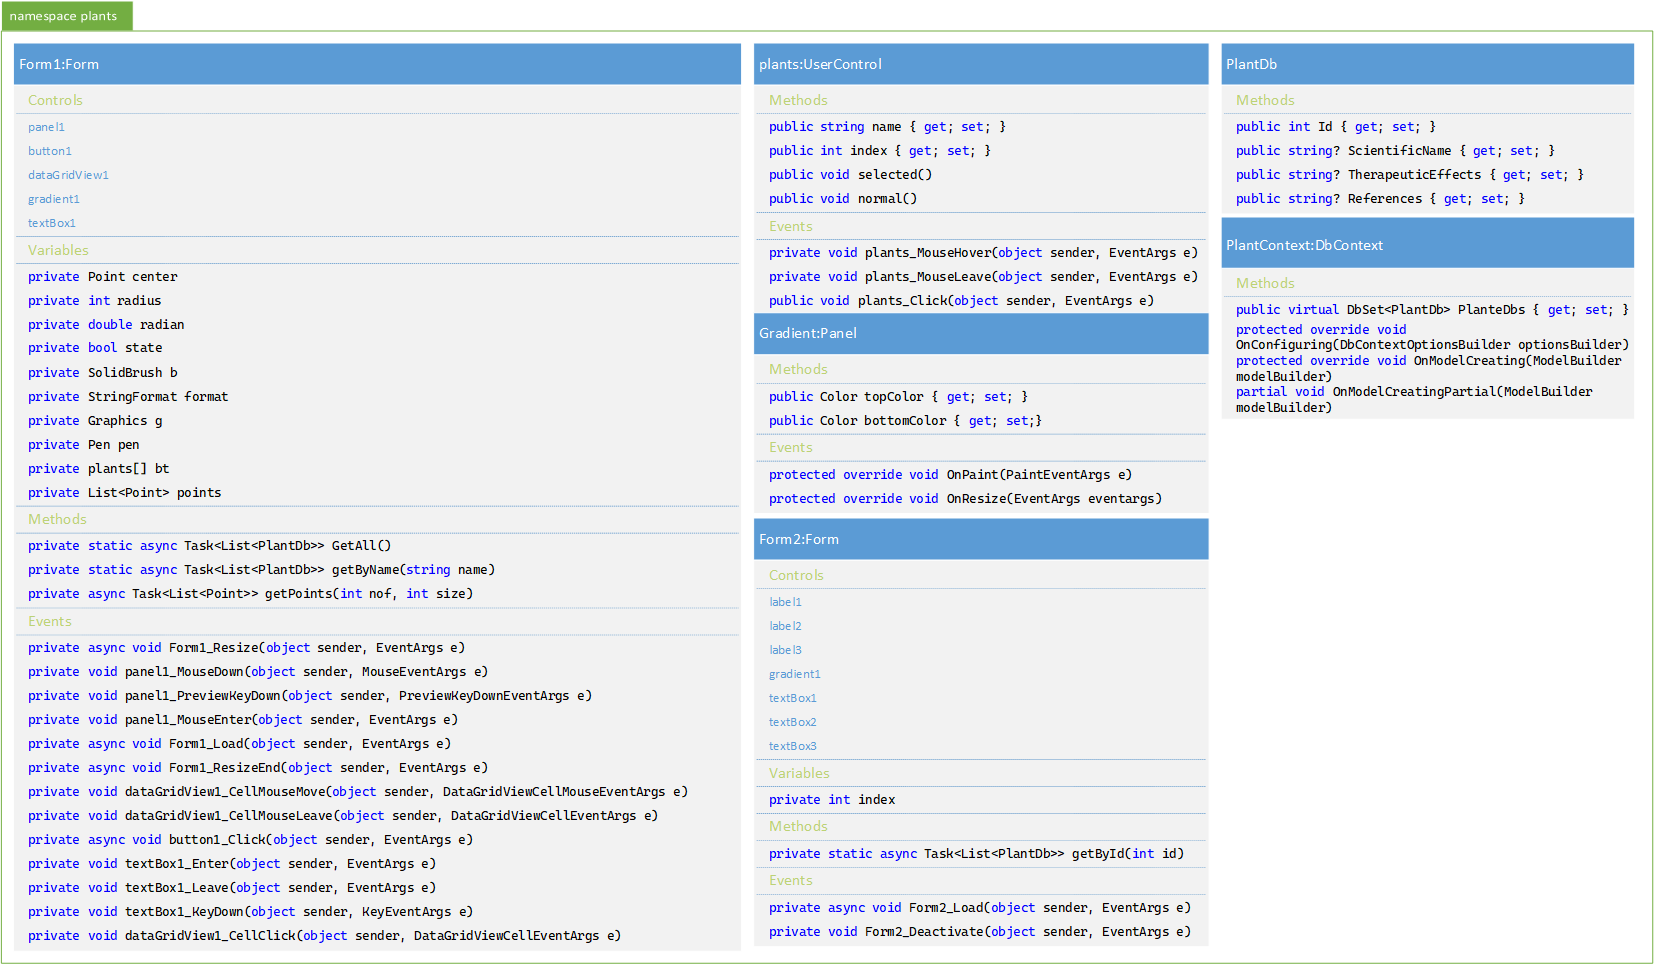 namespace plants
Form1:Form
Controls
panel1
button1
dataGridView1
gradient1
textBox1
Variables
private Point center
private int radius
private double radian
private bool state
private SolidBrush b
private StringFormat format
private Graphics g
private Pen pen
private plants[] bt
private List<Point> points
Methods
private static async Task<List<PlantDb>> GetAll()
private static async Task<List<PlantDb>> getByName(string name)
private async Task<List<Point>> getPoints(int nof, int size)
Events
private async void Form1_Resize(object sender, EventArgs e)
private void panel1_MouseDown(object sender, MouseEventArgs e)
private void panel1_PreviewKeyDown(object sender, PreviewKeyDownEventArgs e)
private void panel1_MouseEnter(object sender, EventArgs e)
private async void Form1_Load(object sender, EventArgs e)
private async void Form1_ResizeEnd(object sender, EventArgs e)
private void dataGridView1_CellMouseMove(object sender, DataGridViewCellMouseEventArgs e)
private void dataGridView1_CellMouseLeave(object sender, DataGridViewCellEventArgs e)
private async void button1_Click(object sender, EventArgs e)
private void textBox1_Enter(object sender, EventArgs e)
private void textBox1_Leave(object sender, EventArgs e)
private void textBox1_KeyDown(object sender, KeyEventArgs e)
private void dataGridView1_CellClick(object sender, DataGridViewCellEventArgs e)
plants:UserControl
Methods
public string name { get; set; }
public int index { get; set; }
public void selected()
public void normal()
Events
private void plants_MouseHover(object sender, EventArgs e)
private void plants_MouseLeave(object sender, EventArgs e)
public void plants_Click(object sender, EventArgs e)
Gradient:Panel
Methods
public Color topColor { get; set; }
public Color bottomColor { get; set;}
Events
protected override void OnPaint(PaintEventArgs e)
protected override void OnResize(EventArgs eventargs)
Form2:Form
Controls
label1
label2
label3
gradient1
textBox1
textBox2
textBox3
Variables
private int index
Methods
private static async Task<List<PlantDb>> getById(int id)
Events
private async void Form2_Load(object sender, EventArgs e)
private void Form2_Deactivate(object sender, EventArgs e)
PlantDb
Methods
public int Id { get; set; }
public string? ScientificName { get; set; }
public string? TherapeuticEffects { get; set; }
public string? References { get; set; }
PlantContext:DbContext
Methods
public virtual DbSet<PlantDb> PlanteDbs { get; set; }
protected override void
OnConfiguring(DbContextOptionsBuilder optionsBuilder)
protected override void OnModelCreating(ModelBuilder
modelBuilder)
partial void OnModelCreatingPartial(ModelBuilder
modelBuilder)